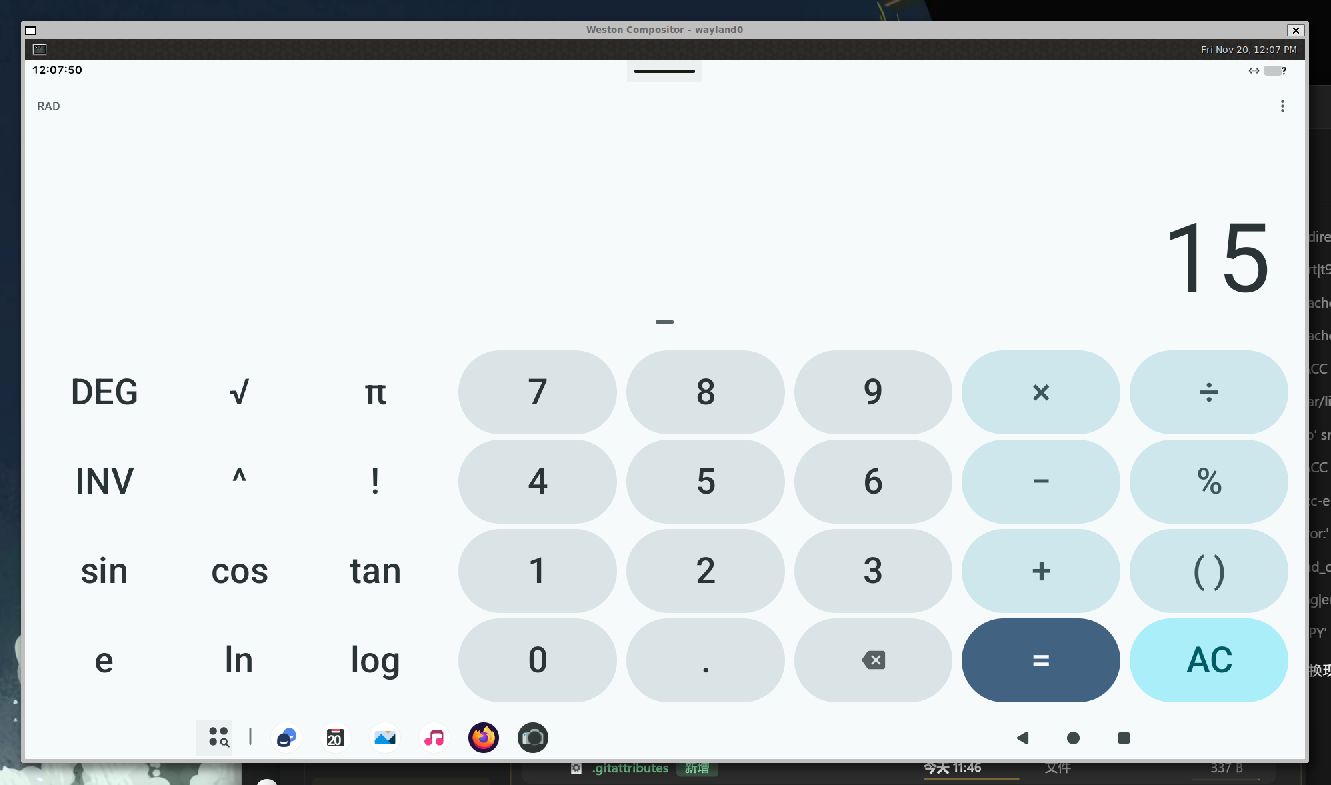 Weston Compositor - wayland0
Fri Nov 20, 12:07 PM
12:07:50
?
RAD
15
DEG √ π 7 8 9 × ÷
INV ^ ! 4 5 6 − %
sin cos tan 1 2 3 + ( )
e ln log 0 . = AC
20
.gitattributes 新增 今天 11:46 文件 337 B